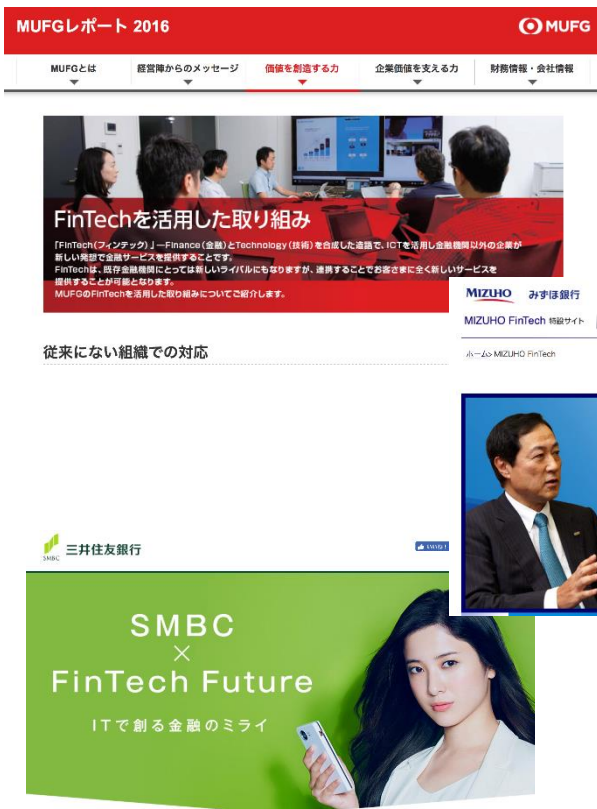 MUFGレポート 2016
MUFG
MUFGとは
経営陣からのメッセージ
価値を創造する力
企業価値を支える力
財務情報・会社情報
FinTechを活用した取り組み
「FinTech(フィンテック)」―Finance(金融)とTechnology(技術)を合成した造語で、ICTを活用し金融機関以外の企業が
新しい発想で金融サービスを提供することです。
FinTechは、既存金融機関にとっては新しいライバルにもなりますが、連携することでお客さまに全く新しいサービスを
提供することが可能となります。
MUFGのFinTechを活用した取り組みについてご紹介します。
従来にない組織での対応
MIZUHO みずほ銀行
MIZUHO FinTech 特設サイト
ホーム> MIZUHO FinTech
SMBC 三井住友銀行
SMBC
×
FinTech Future
ITで創る金融のミライ